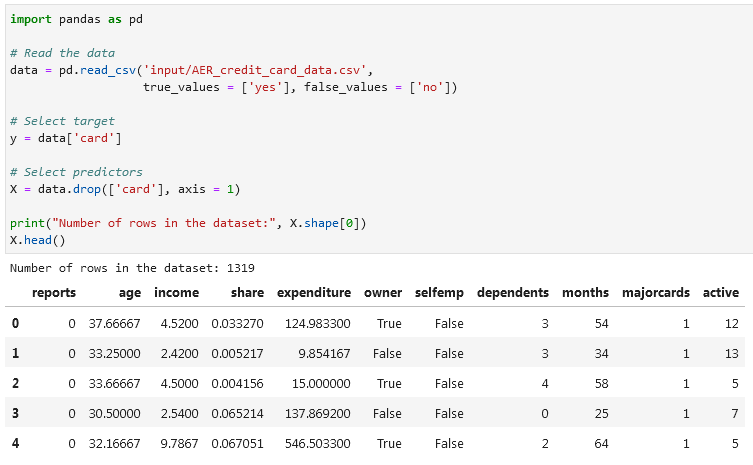 import pandas as pd
# Read the data
data = pd.read_csv('input/AER_credit_card_data.csv',
true_values = ['yes'], false_values = ['no'])
# Select target
y = data['card']
# Select predictors
X = data.drop(['card'], axis = 1)
print("Number of rows in the dataset:", X.shape[0])
X.head()
Number of rows in the dataset: 1319
reports age income share expenditure owner selfemp dependents months majorcards active
0 0 37.66667 4.5200 0.033270 124.983300 True False 3 54 1 12
1 0 33.25000 2.4200 0.005217 9.854167 False False 3 34 1 13
2 0 33.66667 4.5000 0.004156 15.000000 True False 4 58 1 5
3 0 30.50000 2.5400 0.065214 137.869200 False False 0 25 1 7
4 0 32.16667 9.7867 0.067051 546.503300 True False 2 64 1 5